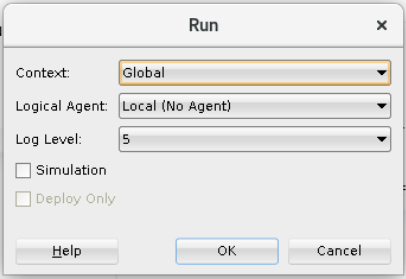 Run
Context: Global
Logical Agent: Local (No Agent)
Log Level: 5
Simulation
Deploy Only
Help OK Cancel